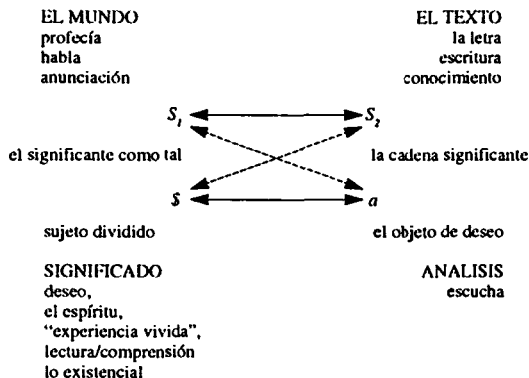 EL MUNDO
profecía
habla
anunciación
EL TEXTO
la letra
escritura
conocimiento
S₁ S₂
el significante como tal
la cadena significante
$ a
sujeto dividido
el objeto de deseo
SIGNIFICADO
deseo,
el espíritu,
“experiencia vivida”,
lectura/comprensión
lo existencial
ANALISIS
escucha